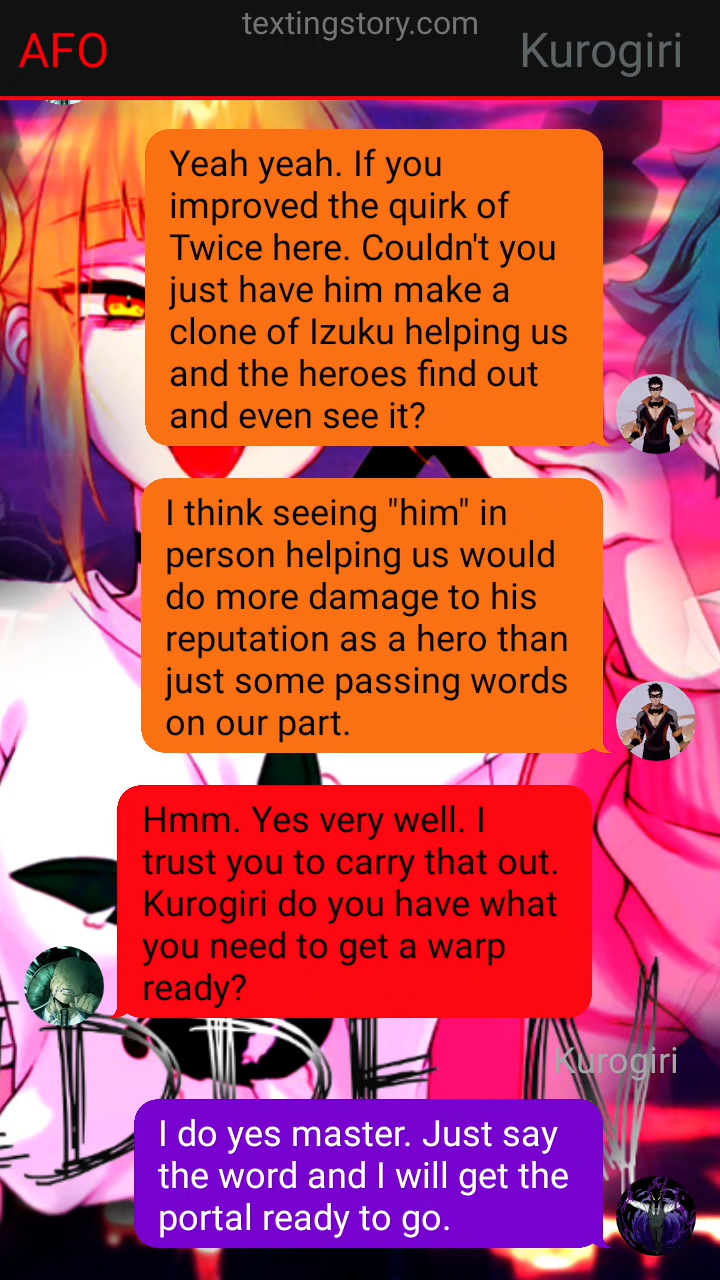 textingstory.com
AFO
Kurogiri
Yeah yeah. If you
improved the quirk of
Twice here. Couldn't you
just have him make a
clone of Izuku helping us
and the heroes find out
and even see it?
I think seeing "him" in
person helping us would
do more damage to his
reputation as a hero than
just some passing words
on our part.
Hmm. Yes very well. I
trust you to carry that out.
Kurogiri do you have what
you need to get a warp
ready?
Kurogiri
I do yes master. Just say
the word and I will get the
portal ready to go.